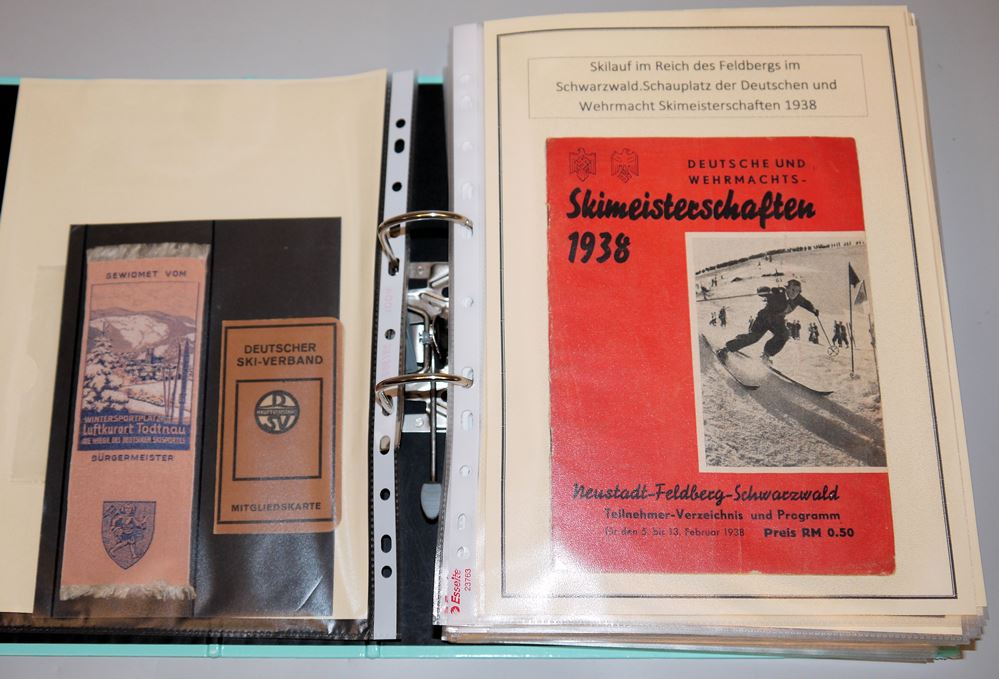 GEWIDMET VOM
WINTERSPORTPLATZ
Luftkurort Todtnau
DIE WIEGE DES DEUTSCHEN SKISPORTES
BÜRGERMEISTER
DEUTSCHER
SKI-VERBAND
D
SV
MITGLIEDSKARTE
Esselte
23763
Skilauf im Reich des Feldbergs im
Schwarzwald.Schauplatz der Deutschen und
Wehrmacht Skimeisterschaften 1938
DEUTSCHE UND
WEHRMACHTS-
Skimeisterschaften
1938
Neustadt-Feldberg-Schwarzwald
Teilnehmer-Verzeichnis und Programm
für den 5. bis 13. Februar 1938 Preis RM 0.50